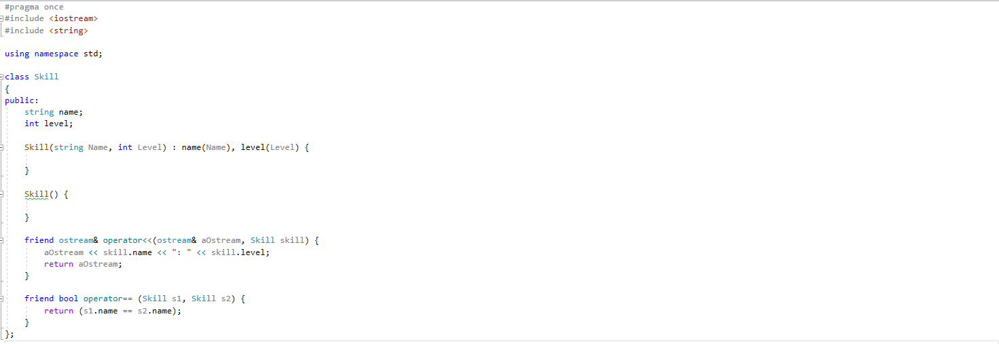 #pragma once
#include <iostream>
#include <string>
using namespace std;
class Skill
{
public:
string name;
int level;
Skill(string Name, int Level) : name(Name), level(Level) {
}
Skill() {
}
friend ostream& operator<<(ostream& aOstream, Skill skill) {
aOstream << skill.name << ": " << skill.level;
return aOstream;
}
friend bool operator== (Skill s1, Skill s2) {
return (s1.name == s2.name);
}
};